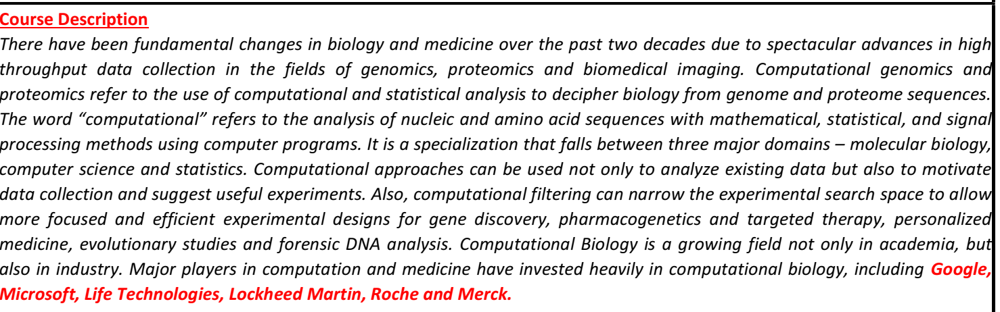 Course Description
There have been fundamental changes in biology and medicine over the past two decades due to spectacular advances in high
throughput data collection in the fields of genomics, proteomics and biomedical imaging. Computational genomics and
proteomics refer to the use of computational and statistical analysis to decipher biology from genome and proteome sequences.
The word “computational” refers to the analysis of nucleic and amino acid sequences with mathematical, statistical, and signal
processing methods using computer programs. It is a specialization that falls between three major domains – molecular biology,
computer science and statistics. Computational approaches can be used not only to analyze existing data but also to motivate
data collection and suggest useful experiments. Also, computational filtering can narrow the experimental search space to allow
more focused and efficient experimental designs for gene discovery, pharmacogenetics and targeted therapy, personalized
medicine, evolutionary studies and forensic DNA analysis. Computational Biology is a growing field not only in academia, but
also in industry. Major players in computation and medicine have invested heavily in computational biology, including Google,
Microsoft, Life Technologies, Lockheed Martin, Roche and Merck.